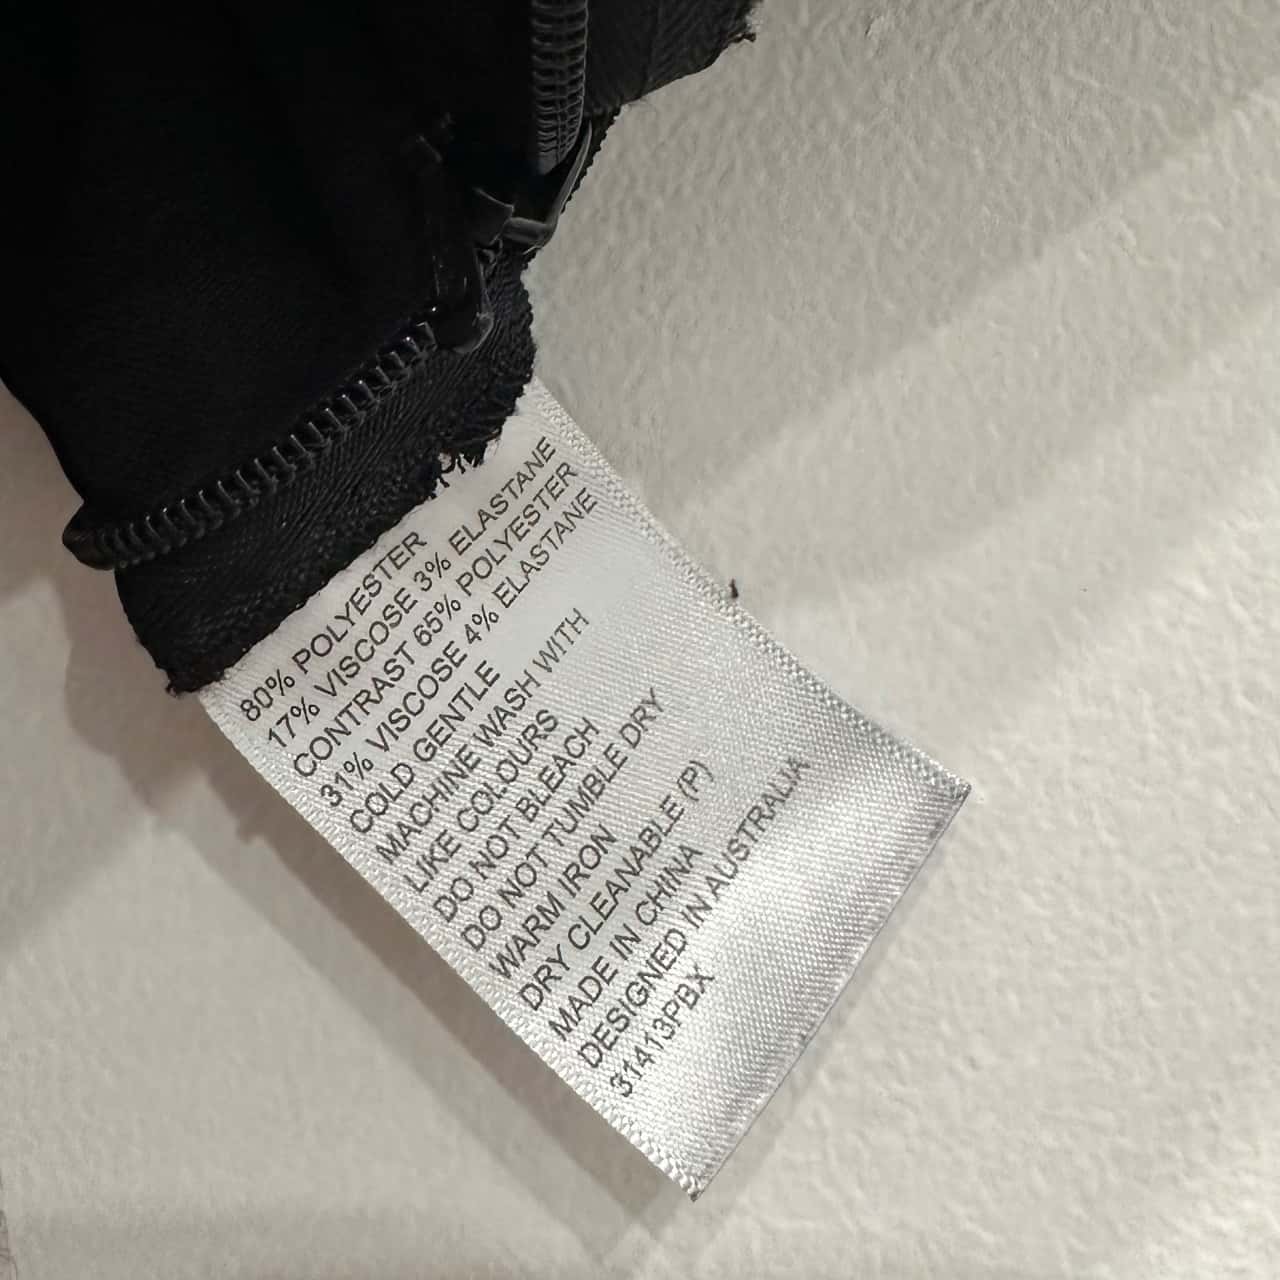 80% POLYESTER
17% VISCOSE 3% ELASTANE
CONTRAST 65% POLYESTER
31% VISCOSE 4% ELASTANE
COLD GENTLE
MACHINE WASH WITH
LIKE COLOURS
DO NOT BLEACH
DO NOT TUMBLE DRY
WARM IRON
DRY CLEANABLE (P)
MADE IN CHINA
DESIGNED IN AUSTRALIA
31413PBX